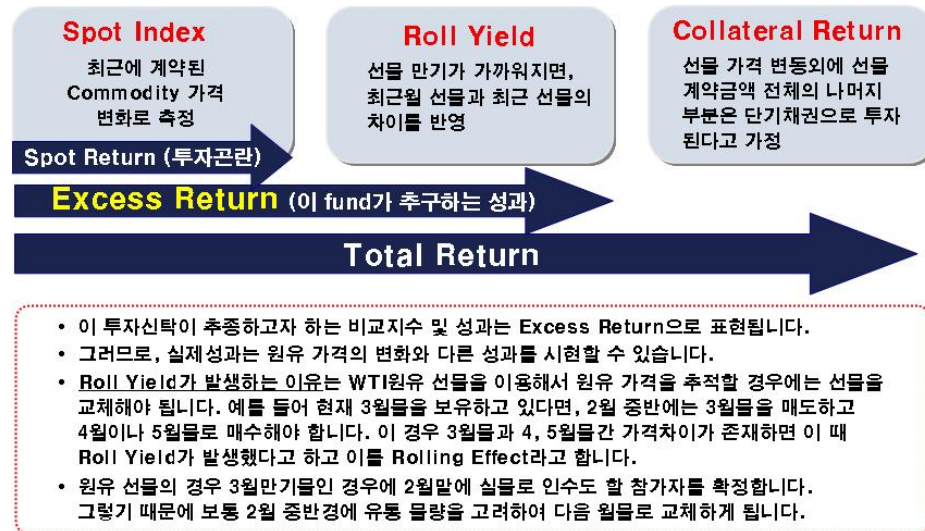 Spot Index
최근에 계약된
Commodity 가격
변화로 측정
Roll Yield
선물 만기가 가까워지면,
최근월 선물과 최근 선물의
차이를 반영
Collateral Return
선물 가격 변동외에 선물
계약금액 전체의 나머지
부분은 단기채권으로 투자
된다고 가정
Spot Return (투자곤란)
Excess Return (이 fund가 추구하는 성과)
Total Return
• 이 투자신탁이 추종하고자 하는 비교지수 및 성과는 Excess Return으로 표현됩니다.
• 그러므로, 실제성과는 원유 가격의 변화와 다른 성과를 시현할 수 있습니다.
• Roll Yield가 발생하는 이유는 WTI원유 선물을 이용해서 원유 가격을 추적할 경우에는 선물을
교체해야 됩니다. 예를 들어 현재 3월물을 보유하고 있다면, 2월 중반에는 3월물을 매도하고
4월이나 5월물로 매수해야 합니다. 이 경우 3월물과 4, 5월물간 가격차이가 존재하면 이 때
Roll Yield가 발생했다고 하고 이를 Rolling Effect라고 합니다.
• 원유 선물의 경우 3월만기물인 경우에 2월말에 실물로 인수도 할 참가자를 확정합니다.
그렇기 때문에 보통 2월 중반경에 유통 물량을 고려하여 다음 월물로 교체하게 됩니다.